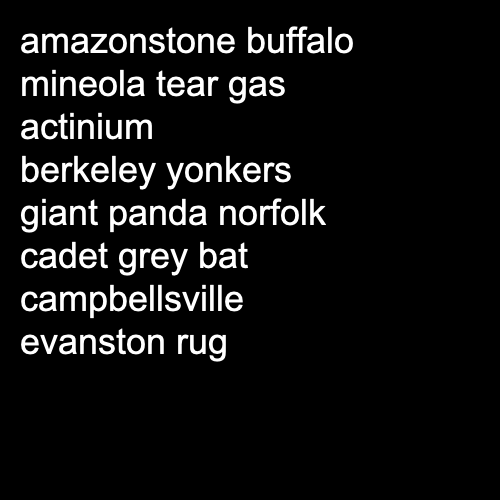 amazonstone buffalo
mineola tear gas
actinium
berkeley yonkers
giant panda norfolk
cadet grey bat
campbellsville
evanston rug